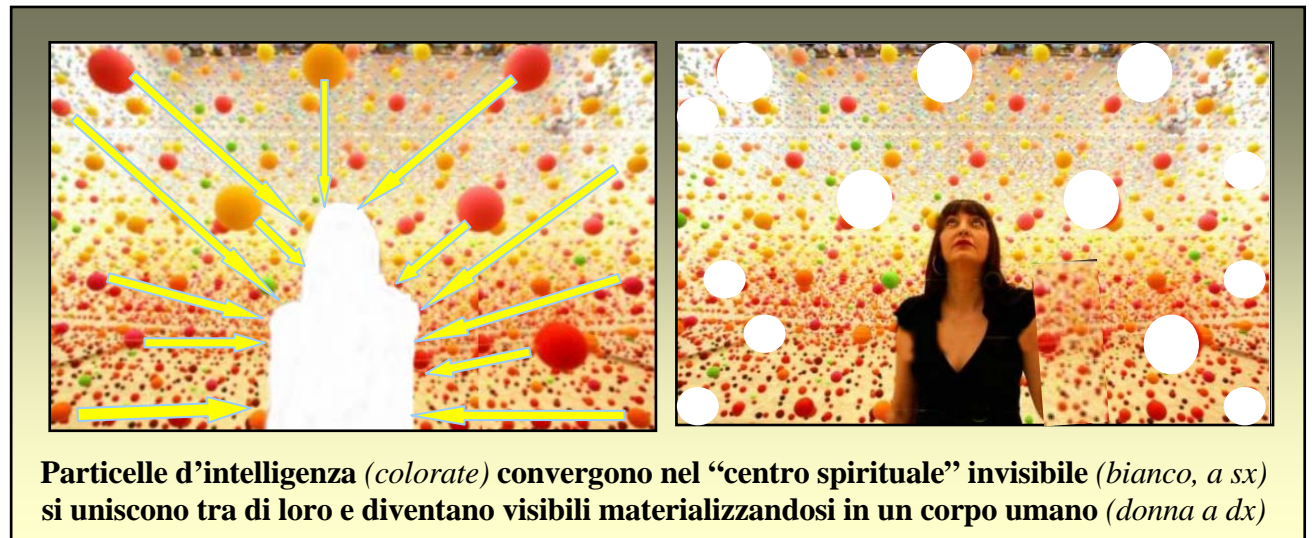 Particelle d’intelligenza (colorate) convergono nel “centro spirituale” invisibile (bianco, a sx)
si uniscono tra di loro e diventano visibili materializzandosi in un corpo umano (donna a dx)